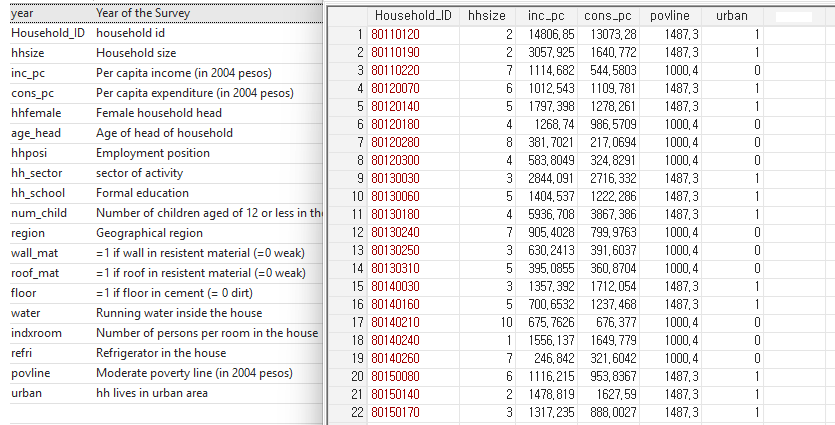 year Year of the Survey
Household_ID household id
hhsize Household size
inc_pc Per capita income (in 2004 pesos)
cons_pc Per capita expenditure (in 2004 pesos)
hhfemale Female household head
age_head Age of head of household
hhposi Employment position
hh_sector sector of activity
hh_school Formal education
num_child Number of children aged of 12 or less in the
region Geographical region
wall_mat =1 if wall in resistent material (=0 weak)
roof_mat =1 if roof in resistent material (=0 weak)
floor =1 if floor in cement (= 0 dirt)
water Running water inside the house
indxroom Number of persons per room in the house
refri Refrigerator in the house
povline Moderate poverty line (in 2004 pesos)
urban hh lives in urban area
Household_ID hhsize inc_pc cons_pc povline urban
1 80110120 2 14806,85 13073,28 1487,3 1
2 80110190 2 3057,925 1640,772 1487,3 1
3 80110220 7 1114,682 544,5803 1000,4 0
4 80120070 6 1012,543 1109,781 1487,3 1
5 80120140 5 1797,398 1278,261 1487,3 1
6 80120180 4 1268,74 986,5709 1000,4 0
7 80120280 8 381,7021 217,0694 1000,4 0
8 80120300 4 583,8049 324,8291 1000,4 0
9 80130030 3 2844,091 2716,332 1487,3 1
10 80130060 5 1404,537 1222,286 1487,3 1
11 80130180 4 5936,708 3867,386 1487,3 1
12 80130240 7 905,4028 799,9763 1000,4 0
13 80130250 3 630,2413 391,6037 1000,4 0
14 80130310 5 395,0855 360,8704 1000,4 0
15 80140030 3 1357,392 1712,054 1487,3 1
16 80140160 5 700,6532 1237,468 1487,3 1
17 80140210 10 675,7626 676,377 1000,4 0
18 80140240 1 1556,137 1649,779 1000,4 0
19 80140260 7 246,842 321,6042 1000,4 0
20 80150080 6 1116,215 953,8367 1487,3 1
21 80150140 2 1478,819 1627,59 1487,3 1
22 80150170 3 1317,235 888,0027 1487,3 1